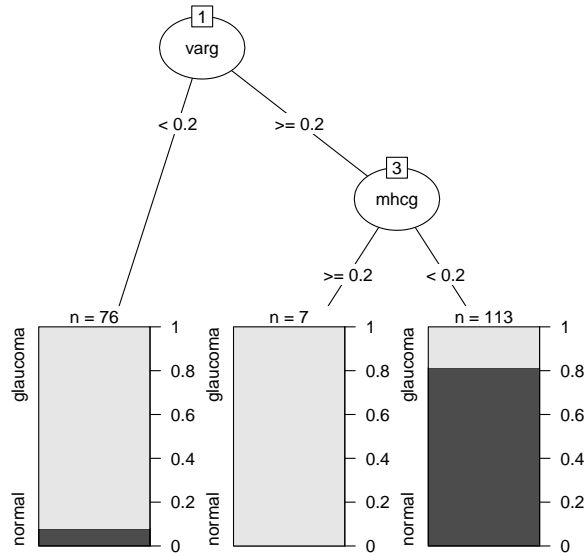 1
varg
< 0.2
>= 0.2
3
mhcg
>= 0.2
< 0.2
n = 76
glaucoma
normal
1
0.8
0.6
0.4
0.2
0
n = 7
glaucoma
normal
1
0.8
0.6
0.4
0.2
0
n = 113
glaucoma
normal
1
0.8
0.6
0.4
0.2
0